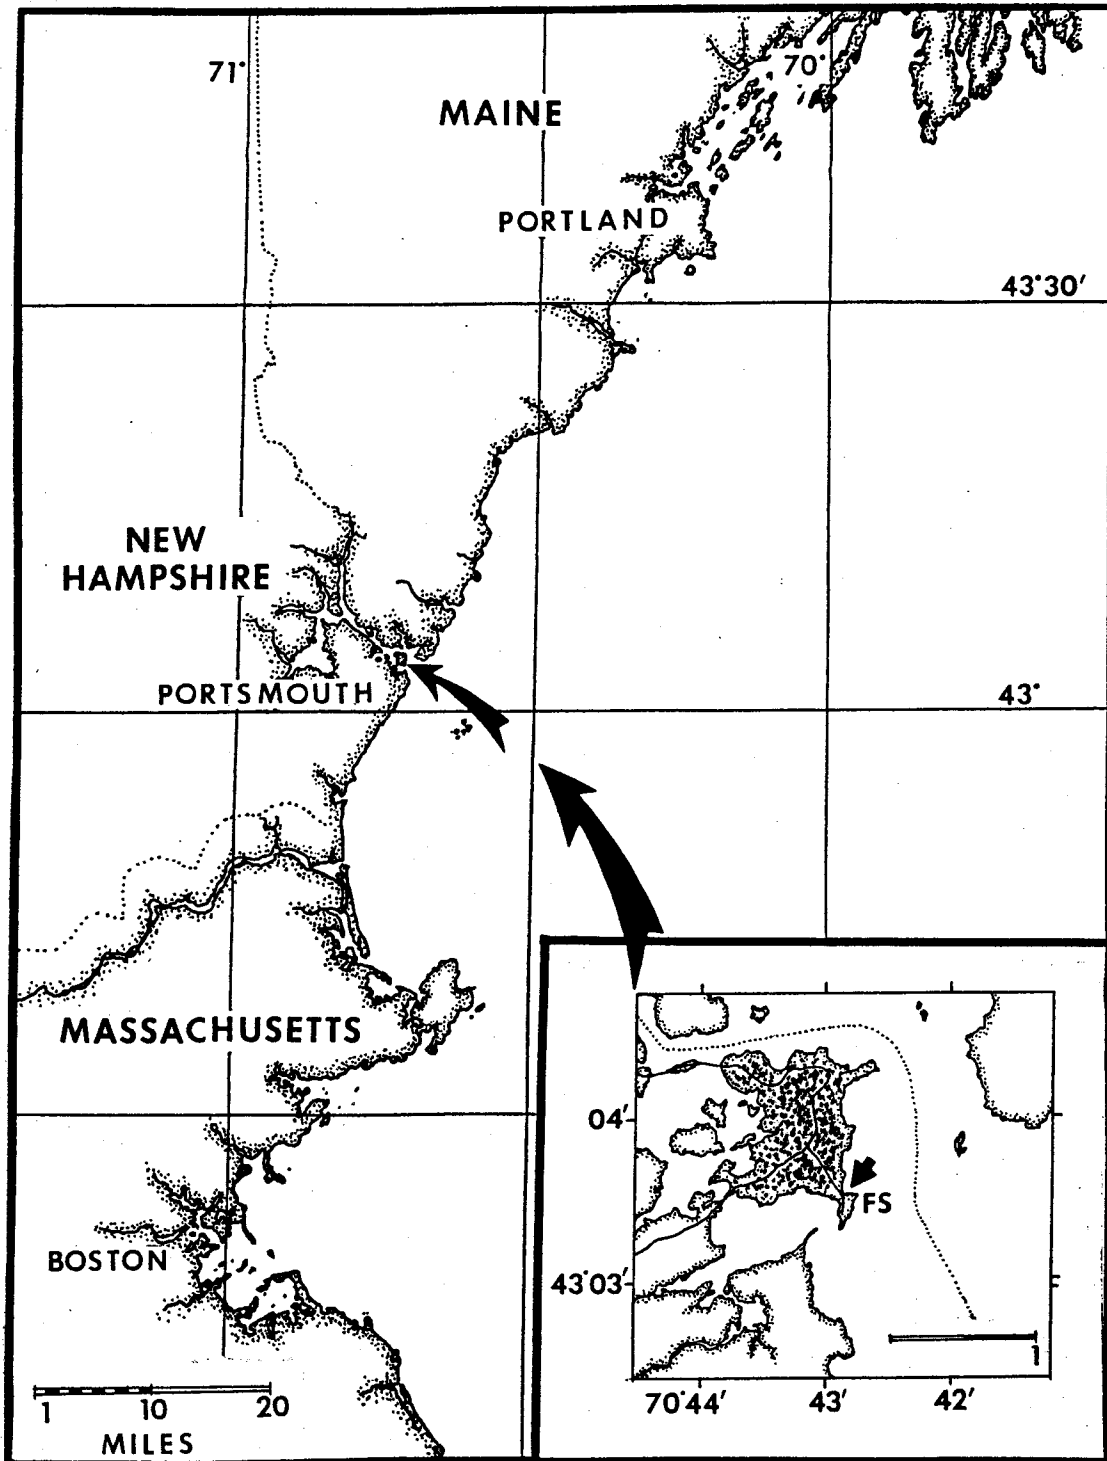 71°
70°
MAINE
PORTLAND
43°30'
NEW
HAMPSHIRE
PORTSMOUTH
43°
MASSACHUSETTS
04'
FS
BOSTON
43°03'
1
1 10 20
MILES
70°44' 43' 42'